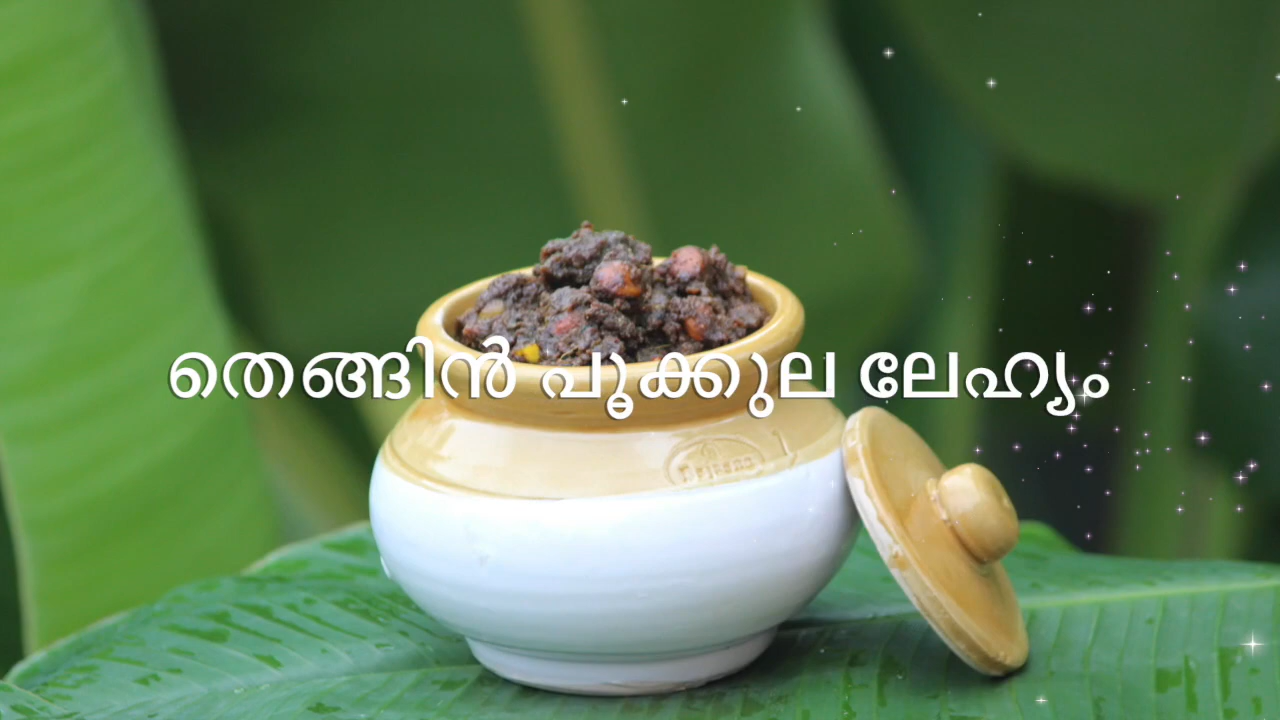 തെങ്ങിൻ പൂക്കുല ലേഹ്യം